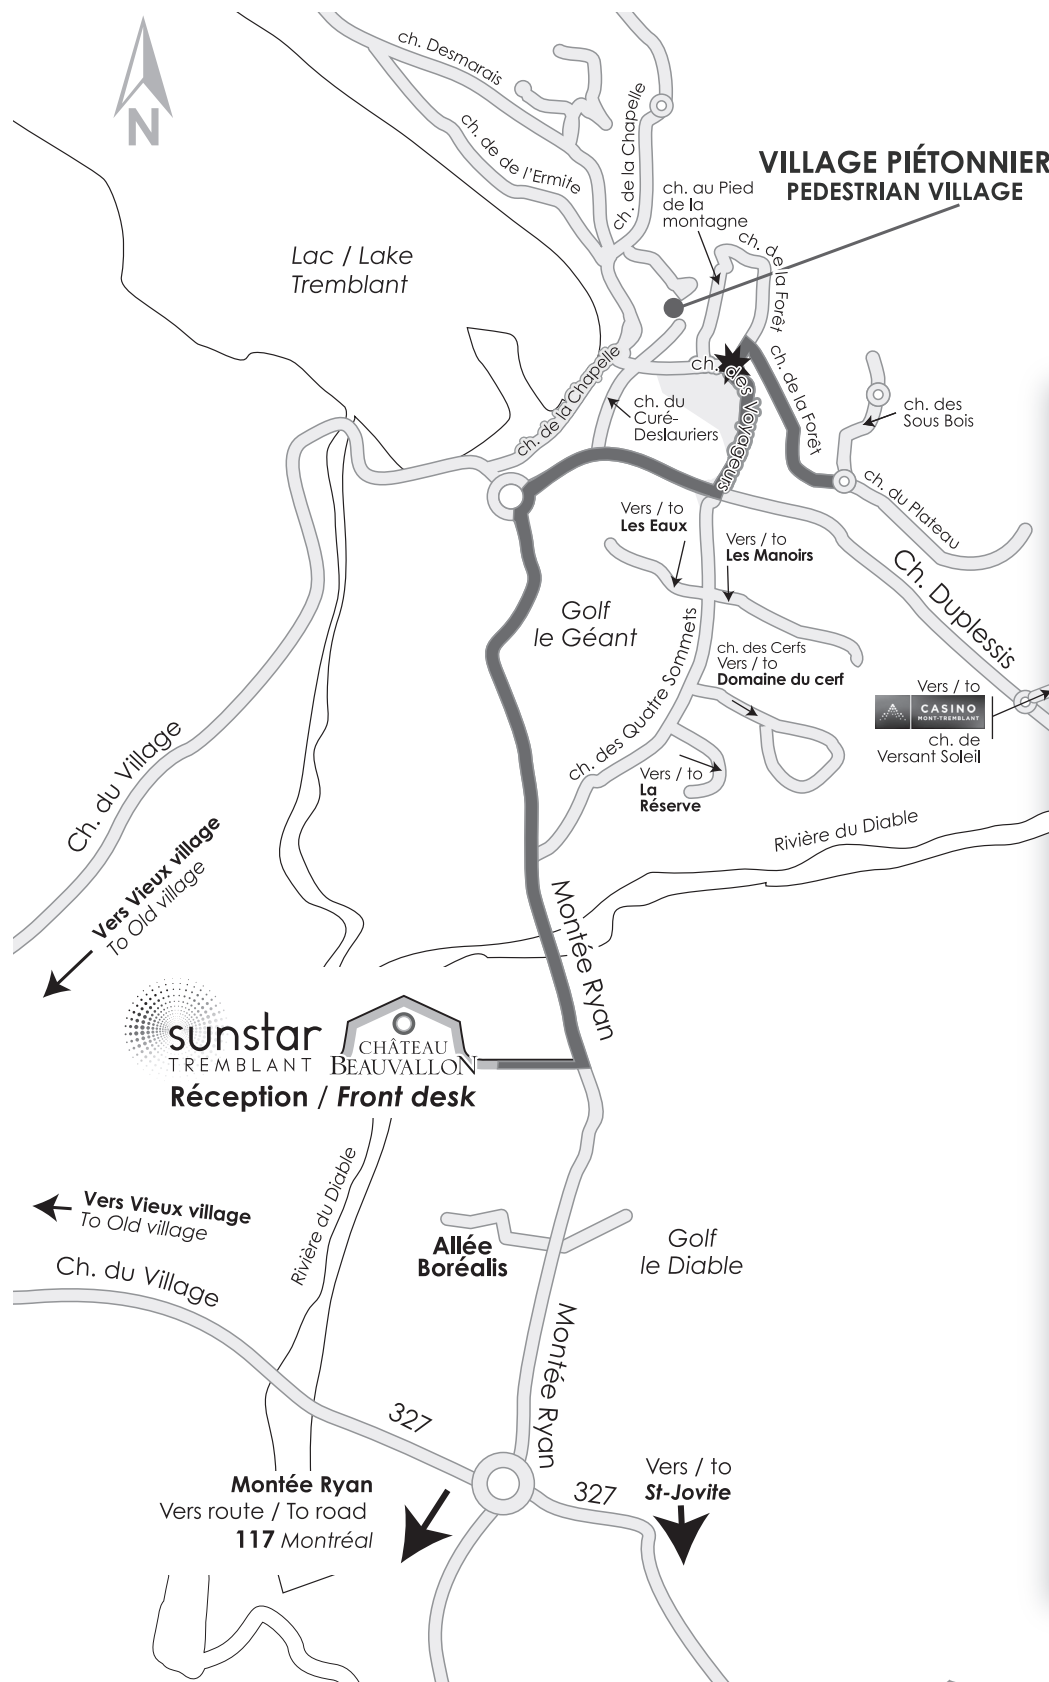 N
ch. Desmarais
ch. de la Chapelle
ch. de de l'Ermite
VILLAGE PIÉTONNIER
PEDESTRIAN VILLAGE
ch. au Pied
de la
montagne
ch. de la Forêt
Lac / Lake
Tremblant
ch. de la Chapelle
ch. des Voyageurs
ch. de la Forêt
ch. du
Curé-
Deslauriers
ch. des
Sous Bois
ch. du Plateau
Vers / to
Les Eaux
Vers / to
Les Manoirs
Ch. Duplessis
Golf
le Géant
ch. des Quatre Sommets
ch. des Cerfs
Vers / to
Domaine du cerf
Vers / to
CASINO
MONT-TREMBLANT
ch. de
Versant Soleil
Vers / to
La
Réserve
Ch. du Village
Rivière du Diable
Vers Vieux village
To Old village
Montée Ryan
sunstar
TREMBLANT
CHÂTEAU
BEAUVALLON
Réception / Front desk
Rivière du Diable
Vers Vieux village
To Old village
Allée
Boréalis
Golf
le Diable
Ch. du Village
Montée Ryan
327
Montée Ryan
Vers route / To road
117 Montréal
327
Vers / to
St-Jovite